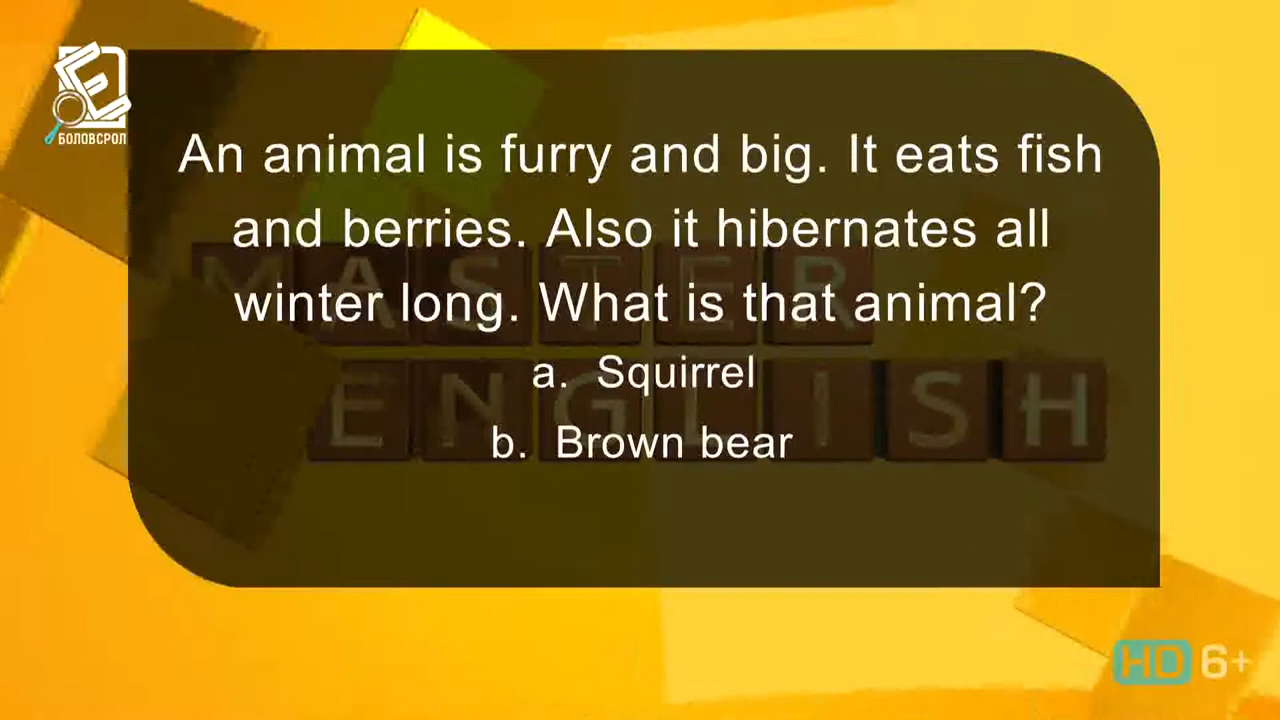 БОЛОВСРОЛ
An animal is furry and big. It eats fish
and berries. Also it hibernates all
winter long. What is that animal?
a. Squirrel
b. Brown bear
MASTER
ENGLISH
HD 6+